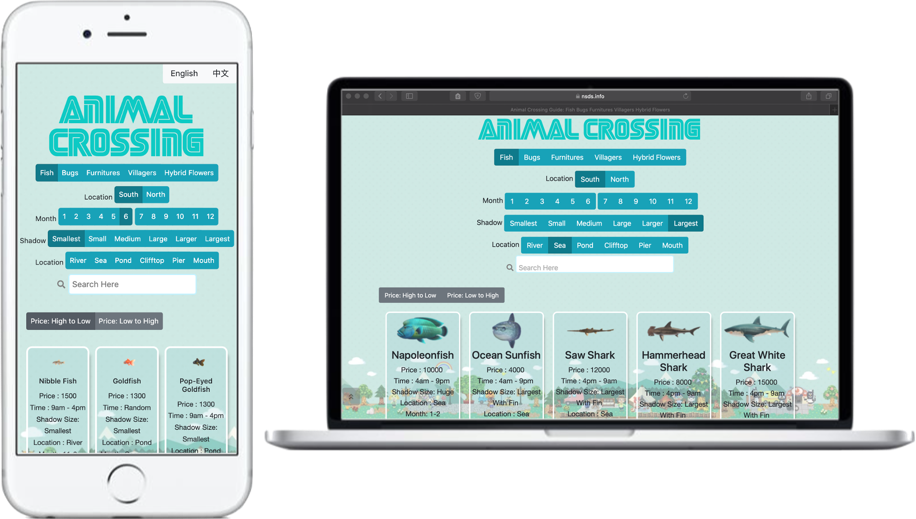 English 中文
ANIMAL
CROSSING
Fish Bugs Furnitures Villagers Hybrid Flowers
Location South North
Month 1 2 3 4 5 6 7 8 9 10 11 12
Shadow Smallest Small Medium Large Larger Largest
Location River Sea Pond Clifftop Pier Mouth
Search Here
Price: High to Low Price: Low to High
Nibble Fish
Price : 1500
Time : 9am - 4pm
Shadow Size:
Smallest
Location : River
Goldfish
Price : 1300
Time : Random
Shadow Size:
Smallest
Location : Pond
Pop-Eyed
Goldfish
Price : 1300
Time : 9am - 4pm
Shadow Size:
Smallest
Location : Pond
nsds.info
Animal Crossing Guide: Fish Bugs Furnitures Villagers Hybrid Flowers
ANIMAL CROSSING
Fish Bugs Furnitures Villagers Hybrid Flowers
Location South North
Month 1 2 3 4 5 6 7 8 9 10 11 12
Shadow Smallest Small Medium Large Larger Largest
Location River Sea Pond Clifftop Pier Mouth
Search Here
Price: High to Low Price: Low to High
Napoleonfish
Price : 10000
Time : 4am - 9pm
Shadow Size: Huge
Location : Sea
Month: 1-2
Ocean Sunfish
Price : 4000
Time : 4am - 9pm
Shadow Size: Largest
With Fin
Location : Sea
Saw Shark
Price : 12000
Time : 4pm - 9am
Shadow Size: Largest
With Fin
Location : Sea
Hammerhead
Shark
Price : 8000
Time : 4pm - 9am
Shadow Size: Largest
With Fin
Great White
Shark
Price : 15000
Time : 4pm - 9am
Shadow Size: Largest
With Fin